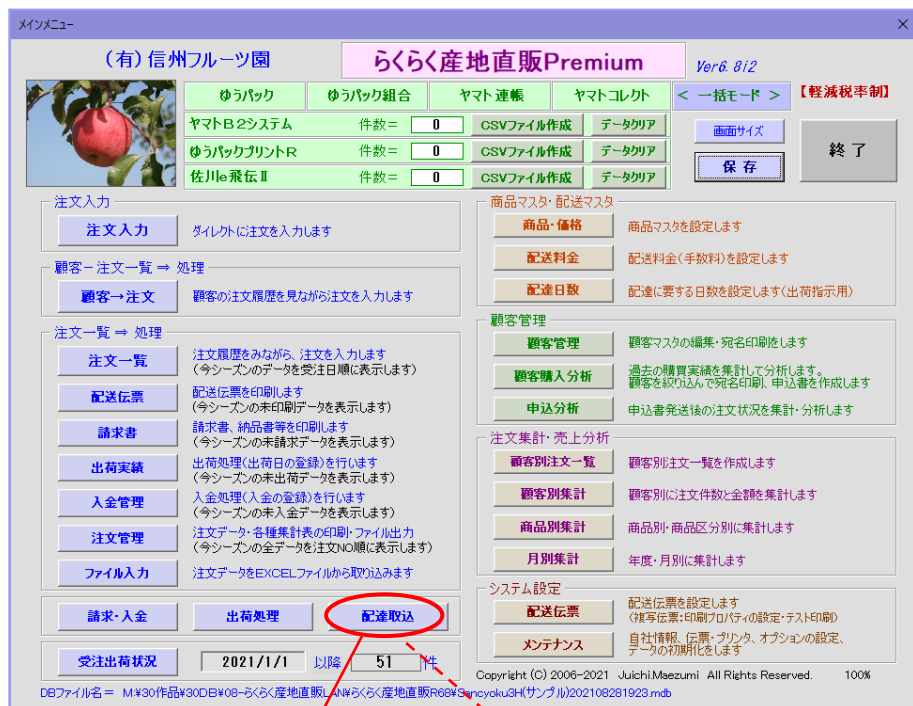 メインメニュー
×
(有)信州フルーツ園
らくらく産地直販Premium
Ver6.8i2
ゆうパック
ゆうパック組合
ヤマト連帳
ヤマトコレクト
< 一括モード >
【軽減税率制】
ヤマトB2システム 件数= 0 CSVファイル作成 データクリア
ゆうパックプリントR 件数= 0 CSVファイル作成 データクリア
佐川e飛伝Ⅱ 件数= 0 CSVファイル作成 データクリア
画面サイズ
保存
終了
注文入力
注文入力 ダイレクトに注文を入力します
顧客-注文一覧 ⇒ 処理
顧客→注文 顧客の注文履歴を見ながら注文を入力します
注文一覧 ⇒ 処理
注文一覧 注文履歴をみながら、注文を入力します
(今シーズンのデータを受注日順に表示します)
配送伝票 配送伝票を印刷します
(今シーズンの未印刷データを表示します)
請求書 請求書、納品書等を印刷します
(今シーズンの未請求データを表示します)
出荷実績 出荷処理(出荷日の登録)を行います
(今シーズンの未出荷データを表示します)
入金管理 入金処理(入金の登録)を行います
(今シーズンの未入金データを表示します)
注文管理 注文データ・各種集計表の印刷・ファイル出力
(今シーズンの全データを注文NO順に表示します)
ファイル入力 注文データをEXCELファイルから取り込みます
請求・入金 出荷処理 配達取込
受注出荷状況 2021/1/1 以降 51 件
商品マスタ・配送マスタ
商品・価格 商品マスタを設定します
配送料金 配送料金(手数料)を設定します
配達日数 配達に要する日数を設定します(出荷指示用)
顧客管理
顧客管理 顧客マスタの編集・宛名印刷をします
顧客購入分析 過去の購買実績を集計して分析します。
顧客を絞り込んで宛名印刷、申込書を作成します
申込分析 申込書発送後の注文状況を集計・分析します
注文集計・売上分析
顧客別注文一覧 顧客別注文一覧を作成します
顧客別集計 顧客別に注文件数と金額を集計します
商品別集計 商品別・商品区分別に集計します
月別集計 年度・月別に集計します
システム設定
配送伝票 配送伝票を設定します
(複写伝票:印刷プロパティの設定・テスト印刷)
メンテナンス 自社情報、伝票・プリンタ、オプションの設定、
データの初期化をします
Copyright (C) 2006-2021 Juichi.Maezumi All Rights Reserved. 100%
DBファイル名= M:¥30作品¥30DB¥08-らくらく産地直販LAN¥らくらく産地直販R68¥Sancyoku3H(サンプル)202108281923.mdb